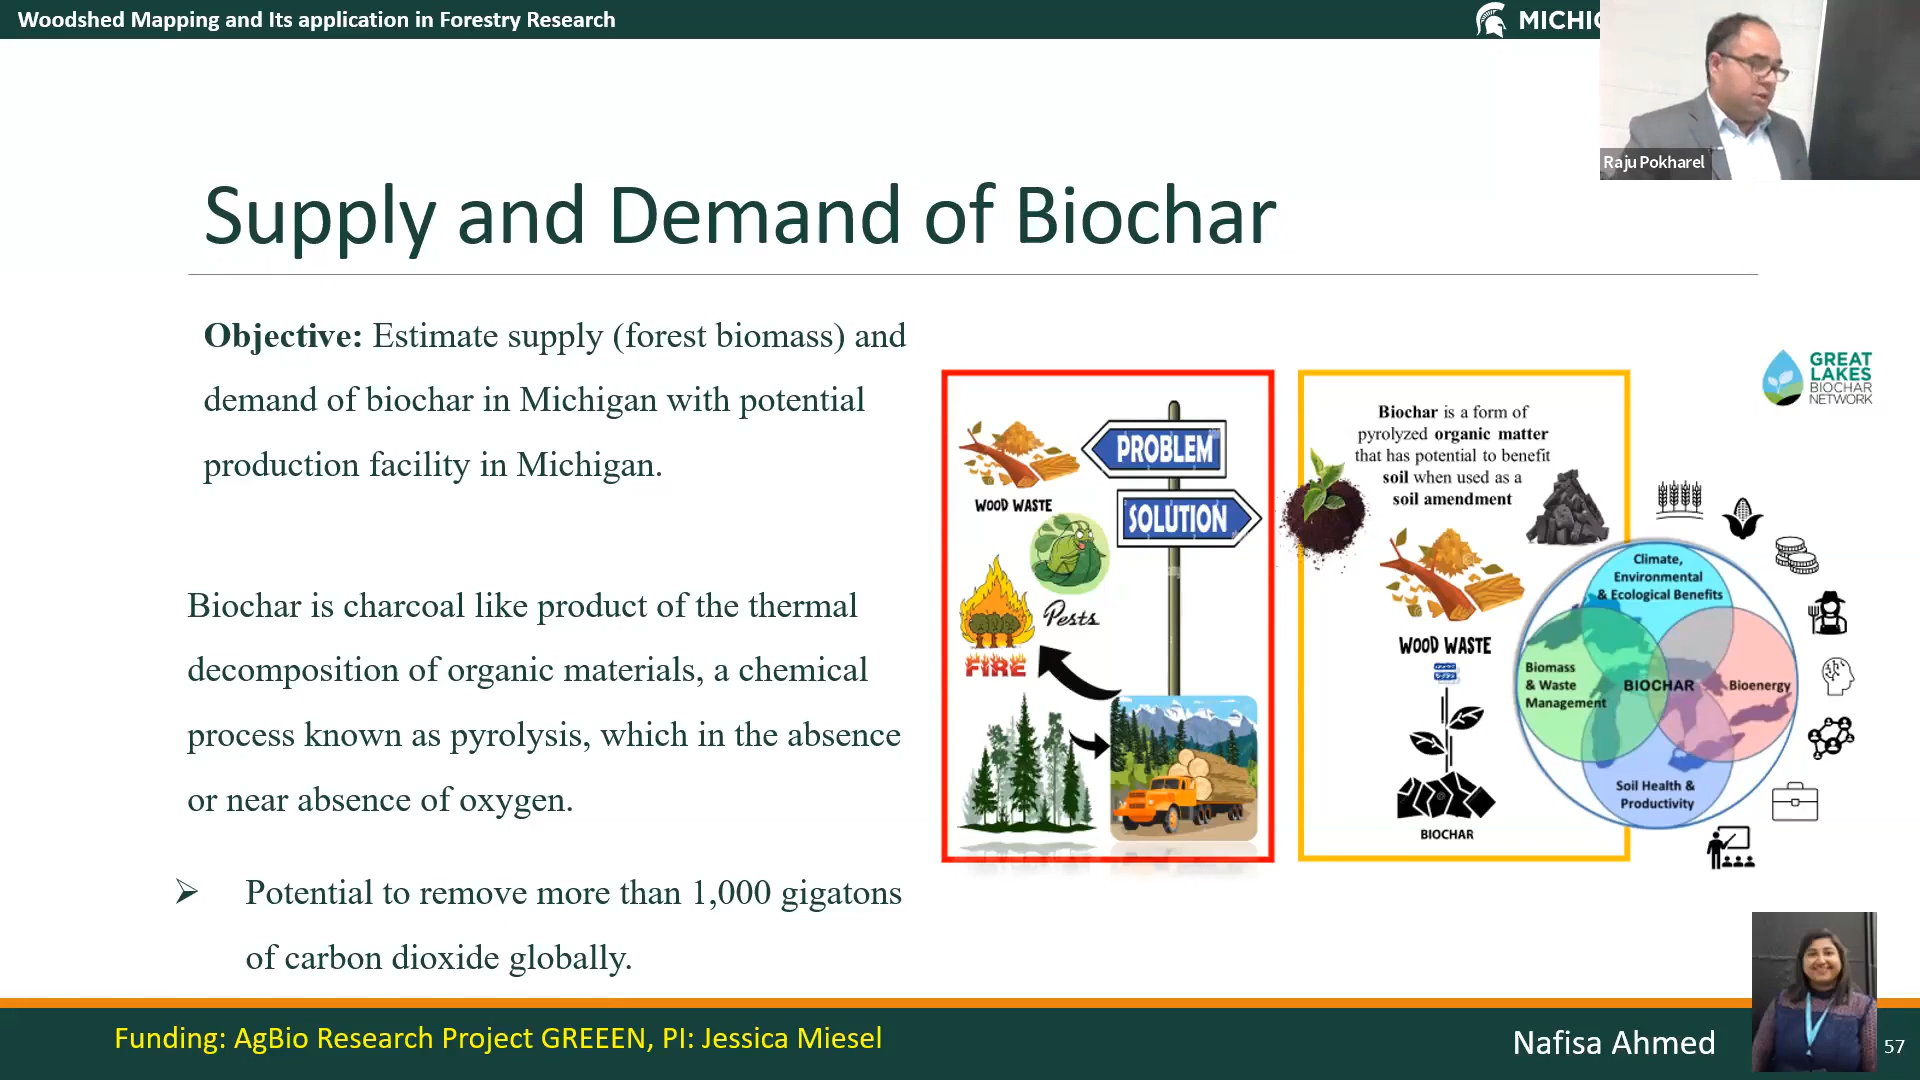 Woodshed Mapping and Its application in Forestry Research
MICHI
Raju Pokharel
Supply and Demand of Biochar
Objective: Estimate supply (forest biomass) and
demand of biochar in Michigan with potential
production facility in Michigan.
Biochar is charcoal like product of the thermal
decomposition of organic materials, a chemical
process known as pyrolysis, which in the absence
or near absence of oxygen.
➢ Potential to remove more than 1,000 gigatons
of carbon dioxide globally.
PROBLEM
SOLUTION
WOOD WASTE
Pests
FIRE
Biochar is a form of
pyrolyzed organic matter
that has potential to benefit
soil when used as a
soil amendment
WOOD WASTE
BIOCHAR
GREAT
LAKES
BIOCHAR
NETWORK
Climate,
Environmental
& Ecological Benefits
Biomass
& Waste
Management
BIOCHAR
Bioenergy
Soil Health &
Productivity
Funding: AgBio Research Project GREEEN, PI: Jessica Miesel
Nafisa Ahmed
57